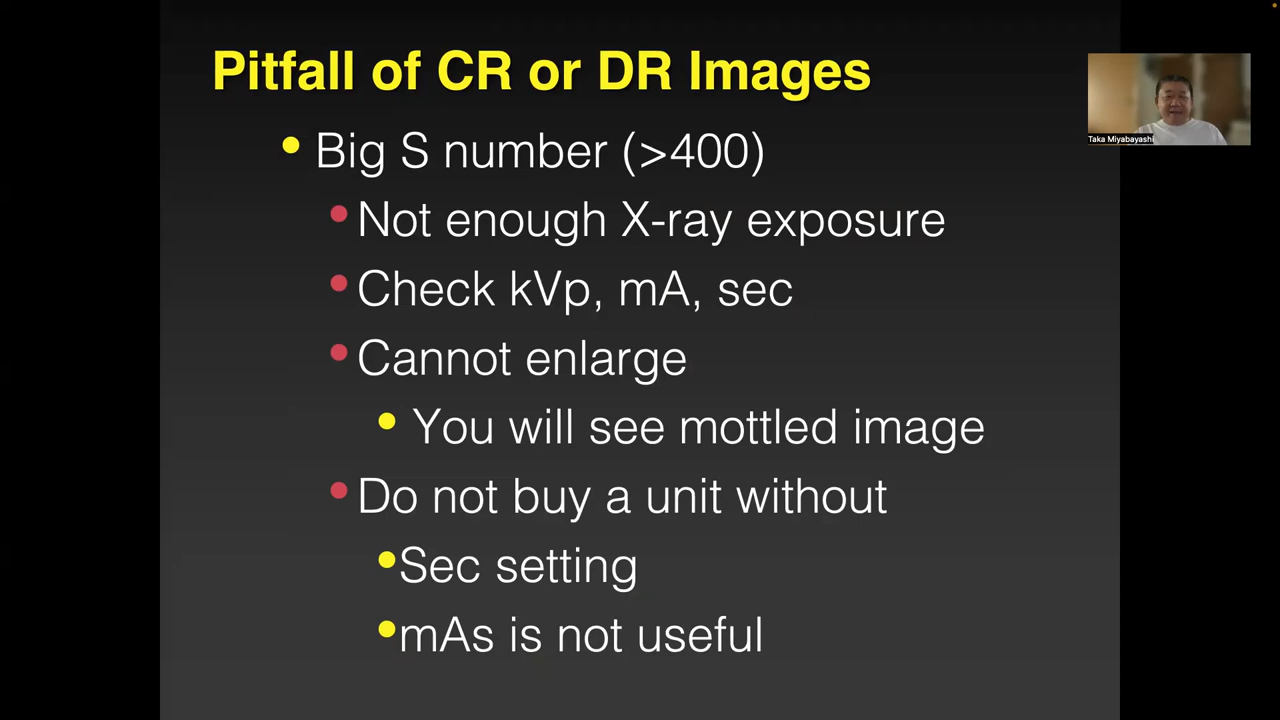 Pitfall of CR or DR Images
• Big S number (>400)
• Not enough X-ray exposure
• Check kVp, mA, sec
• Cannot enlarge
• You will see mottled image
• Do not buy a unit without
•Sec setting
•mAs is not useful
Taka Miyabayashi